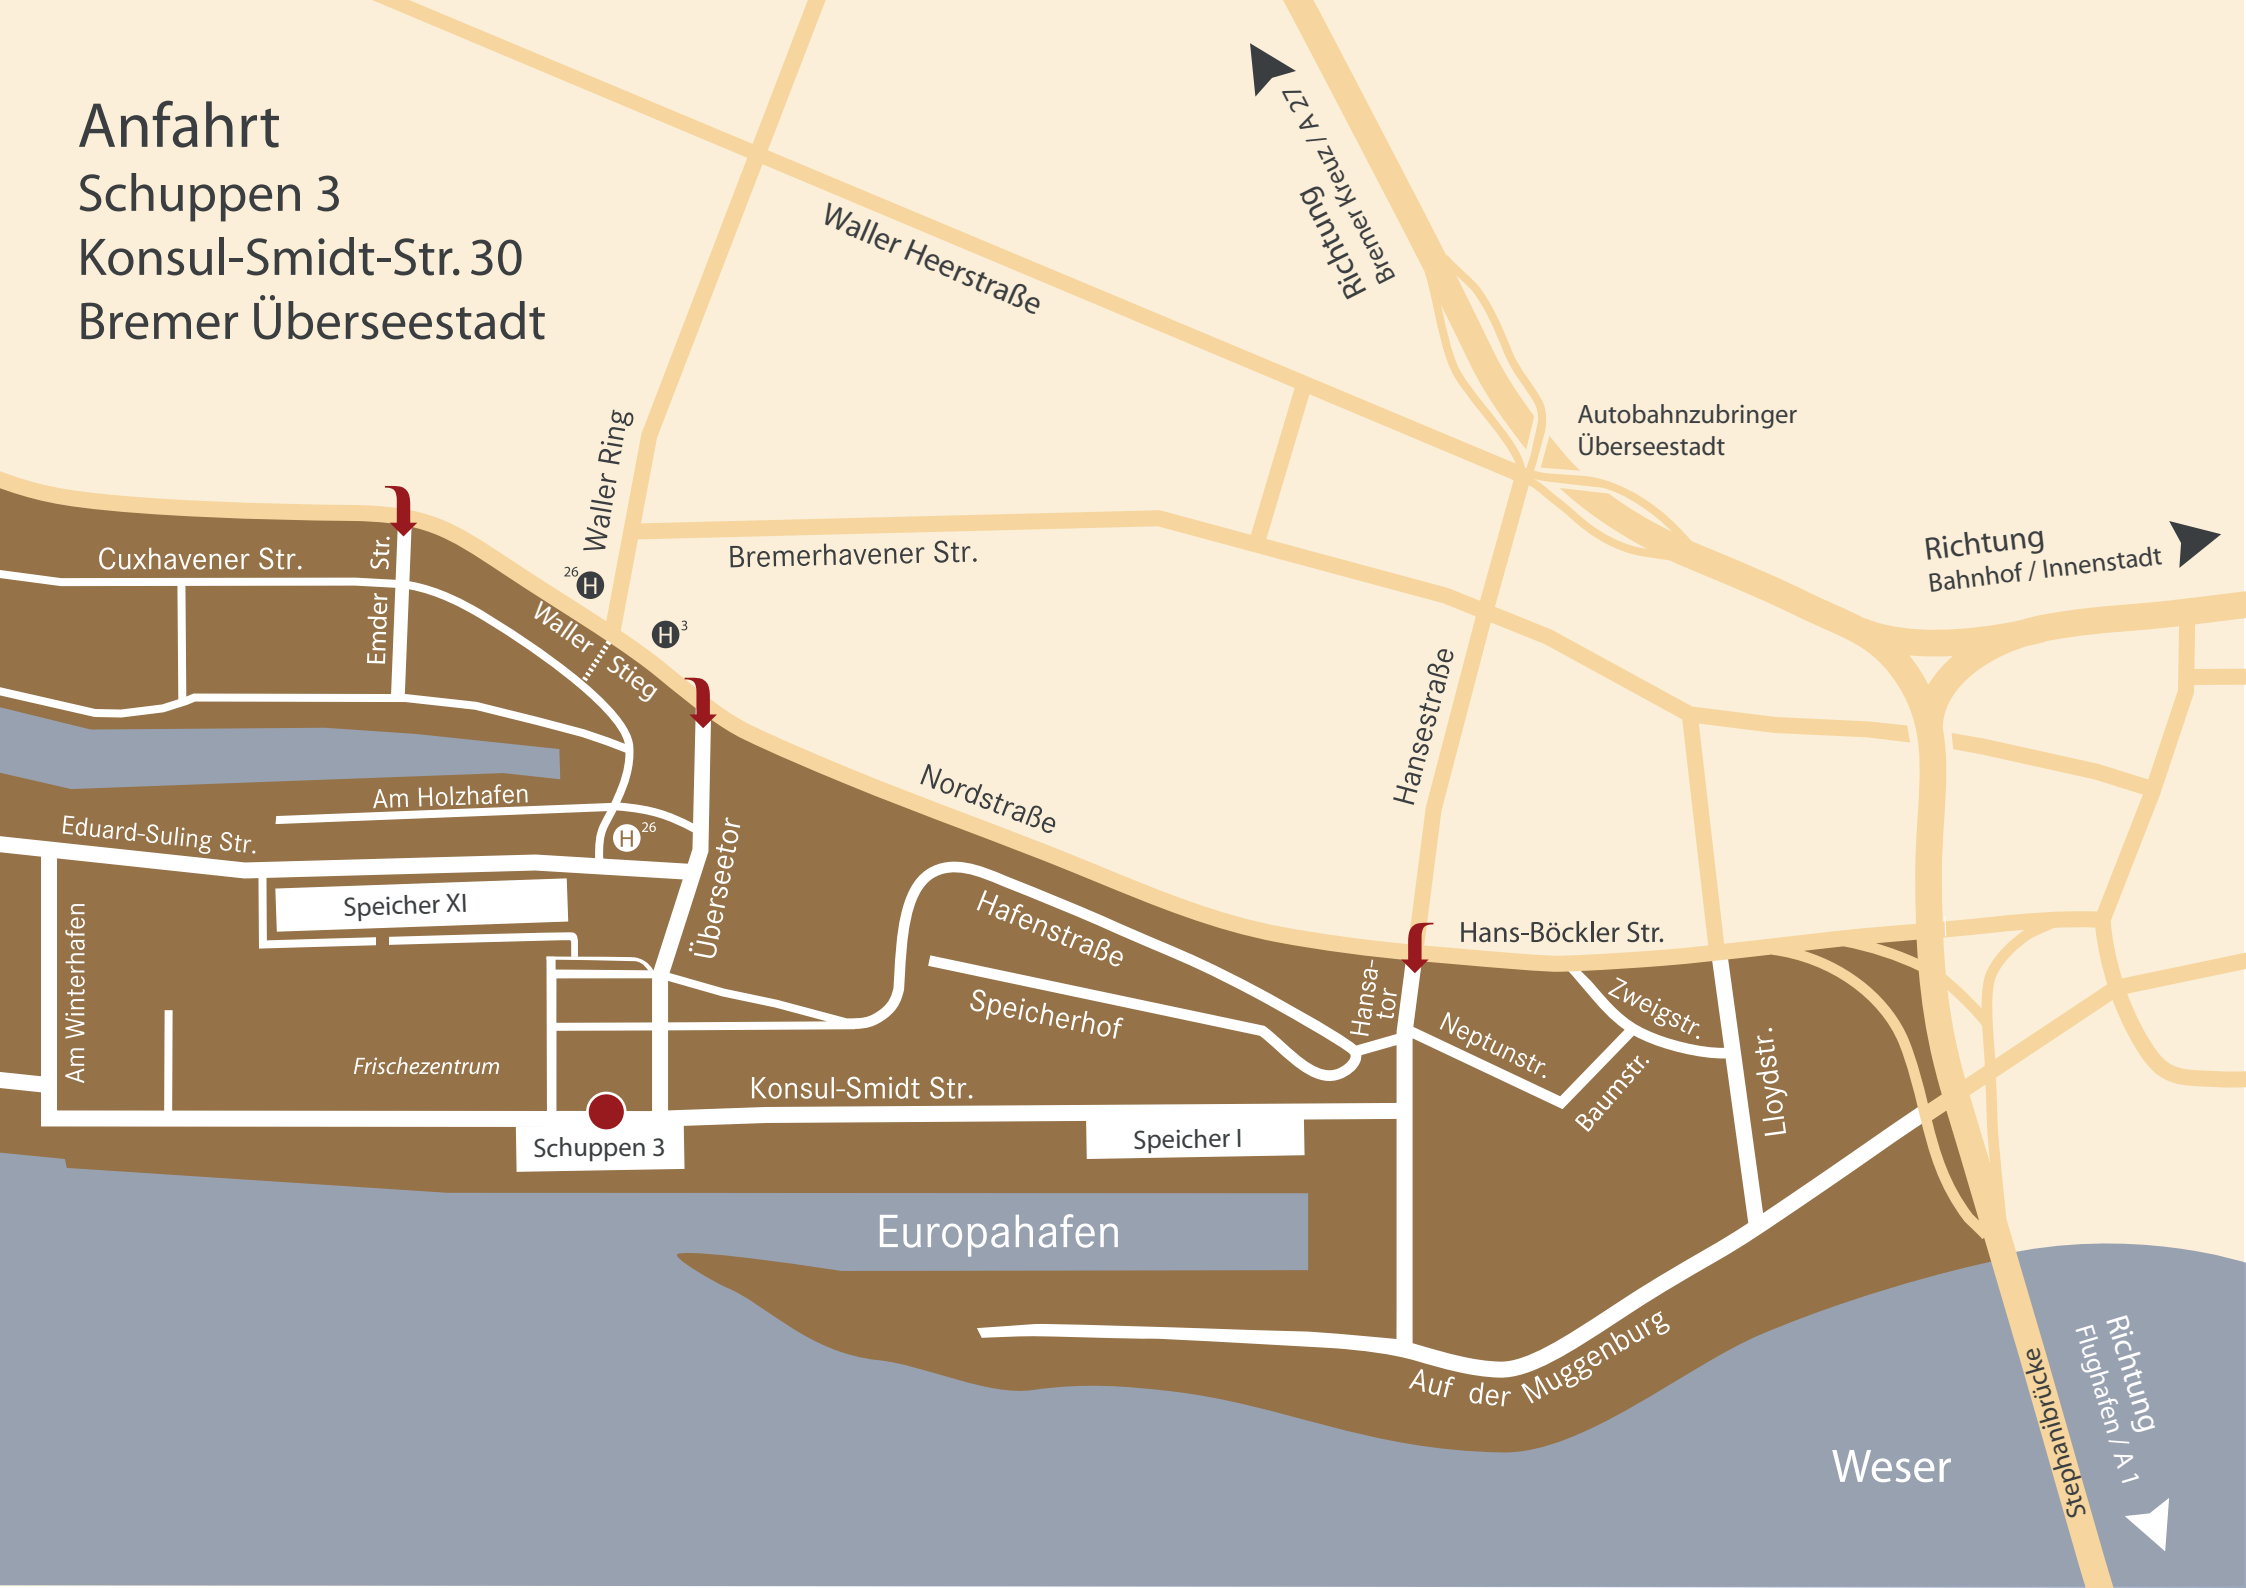 Anfahrt
Schuppen 3
Konsul-Smidt-Str. 30
Bremer Überseestadt
Richtung
Bremer Kreuz / A 27
Waller Heerstraße
Waller Ring
Autobahnzubringer
Überseestadt
Richtung
Bahnhof / Innenstadt
Bremerhavener Str.
Cuxhavener Str.
Emder Str.
26 H
H 3
Waller Stieg
Hansestraße
Nordstraße
Am Holzhafen
Eduard-Suling Str.
H 26
Überseetor
Speicher XI
Hafenstraße
Hans-Böckler Str.
Am Winterhafen
Speicherhof
Hansa-
tor
Zweigstr.
Neptunstr.
Baumstr.
Lloydstr.
Frischezentrum
Konsul-Smidt Str.
Schuppen 3
Speicher I
Europahafen
Auf der Muggenburg
Stephanibrücke
Richtung
Flughafen / A 1
Weser